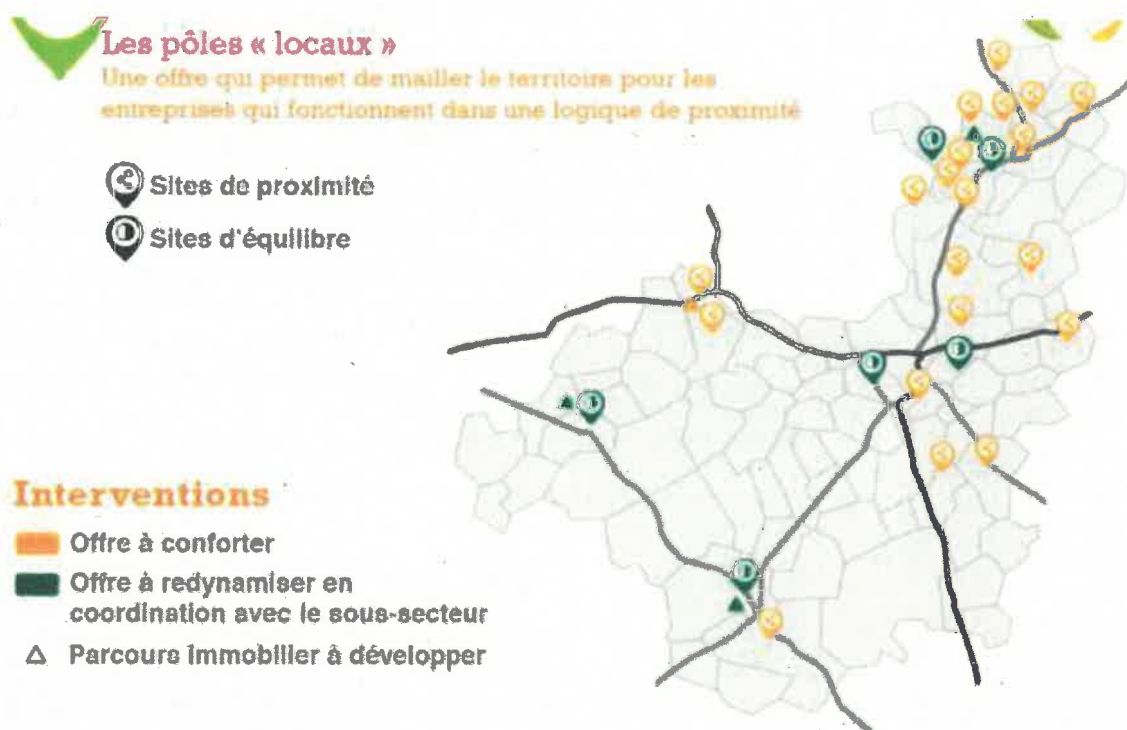 Les pôles « locaux »
Une offre qui permet de mailler le territoire pour les
entreprises qui fonctionnent dans une logique de proximité
Sites de proximité
Sites d'équilibre
Interventions
Offre à conforter
Offre à redynamiser en
coordination avec le sous-secteur
Parcours immobilier à développer